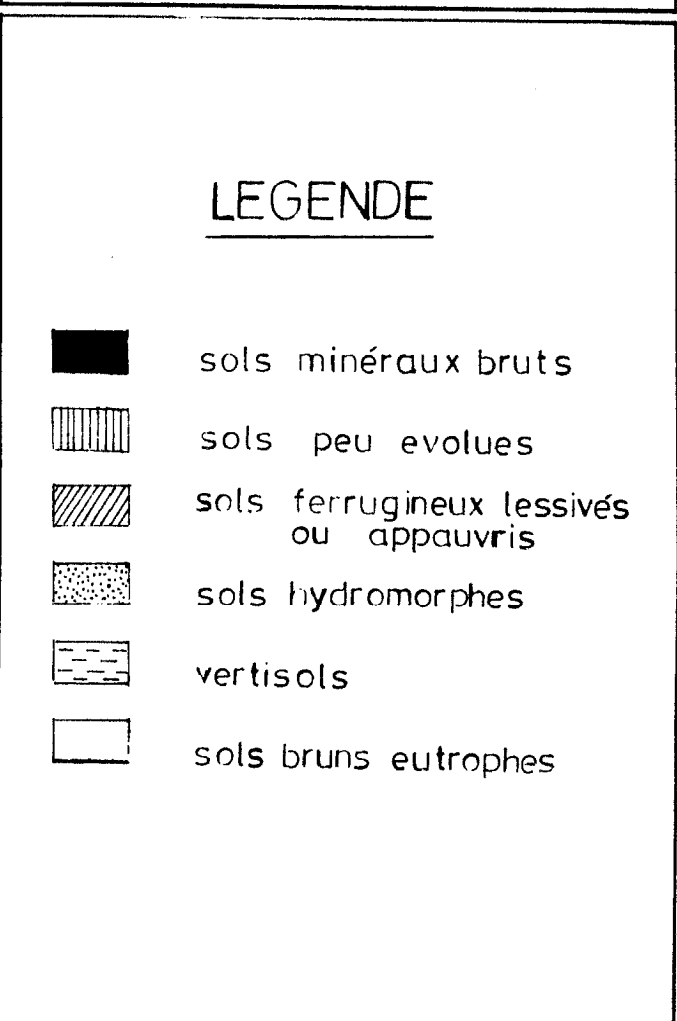 LEGENDE
sols minéraux bruts
sols peu evolues
sols ferrugineux lessivés
ou appauvris
sols hydromorphes
vertisols
sols bruns eutrophes